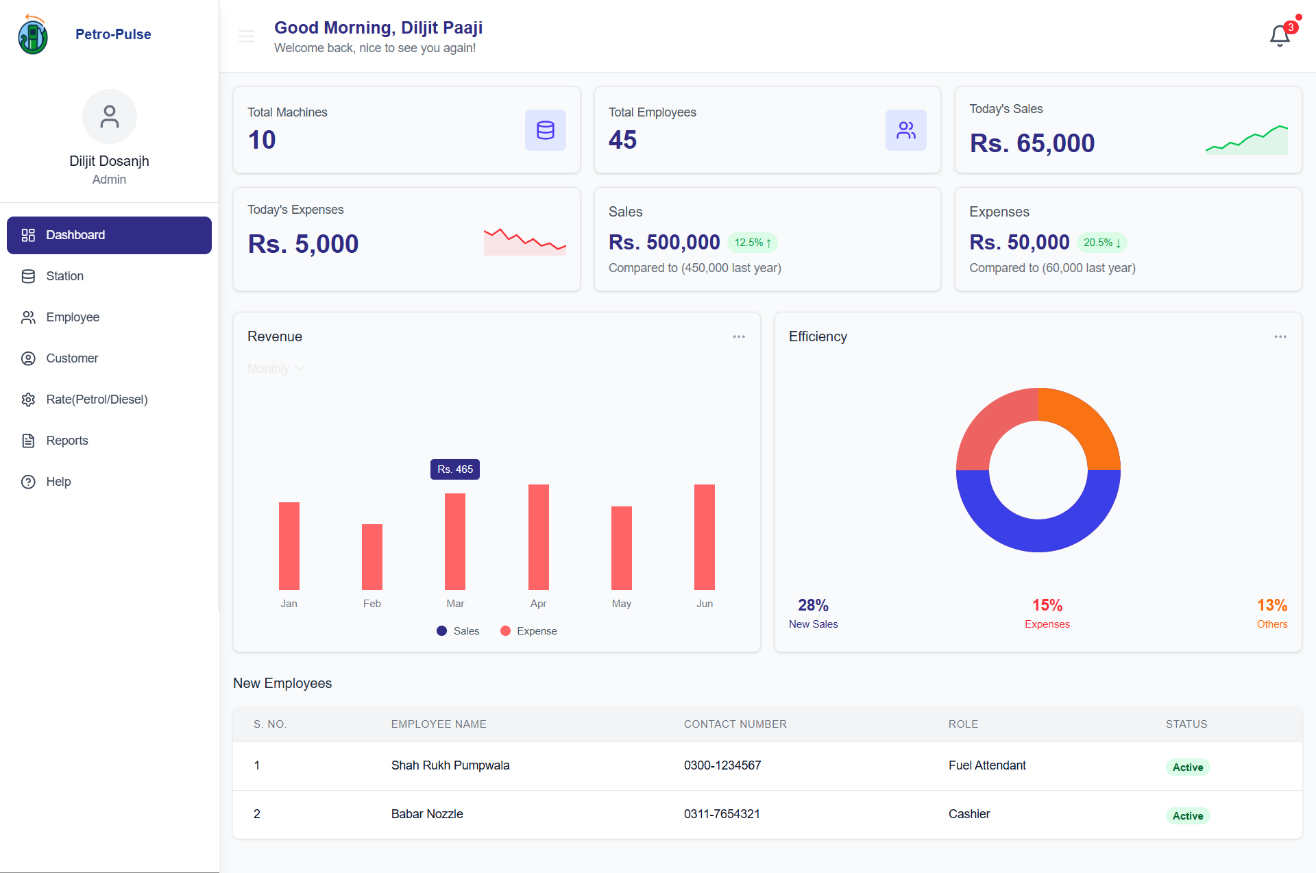 Petro-Pulse
Good Morning, Diljit Paaji
Welcome back, nice to see you again!
3
Diljit Dosanjh
Admin
Dashboard
Station
Employee
Customer
Rate(Petrol/Diesel)
Reports
Help
Total Machines
10
Total Employees
45
Today's Sales
Rs. 65,000
Today's Expenses
Rs. 5,000
Sales
Rs. 500,000 12.5% ↑
Compared to (450,000 last year)
Expenses
Rs. 50,000 20.5% ↓
Compared to (60,000 last year)
Revenue
Monthly
Rs. 465
Jan Feb Mar Apr May Jun
Sales Expense
Efficiency
28% 15% 13%
New Sales Expenses Others
New Employees
S. NO. EMPLOYEE NAME CONTACT NUMBER ROLE STATUS
1 Shah Rukh Pumpwala 0300-1234567 Fuel Attendant Active
2 Babar Nozzle 0311-7654321 Cashier Active